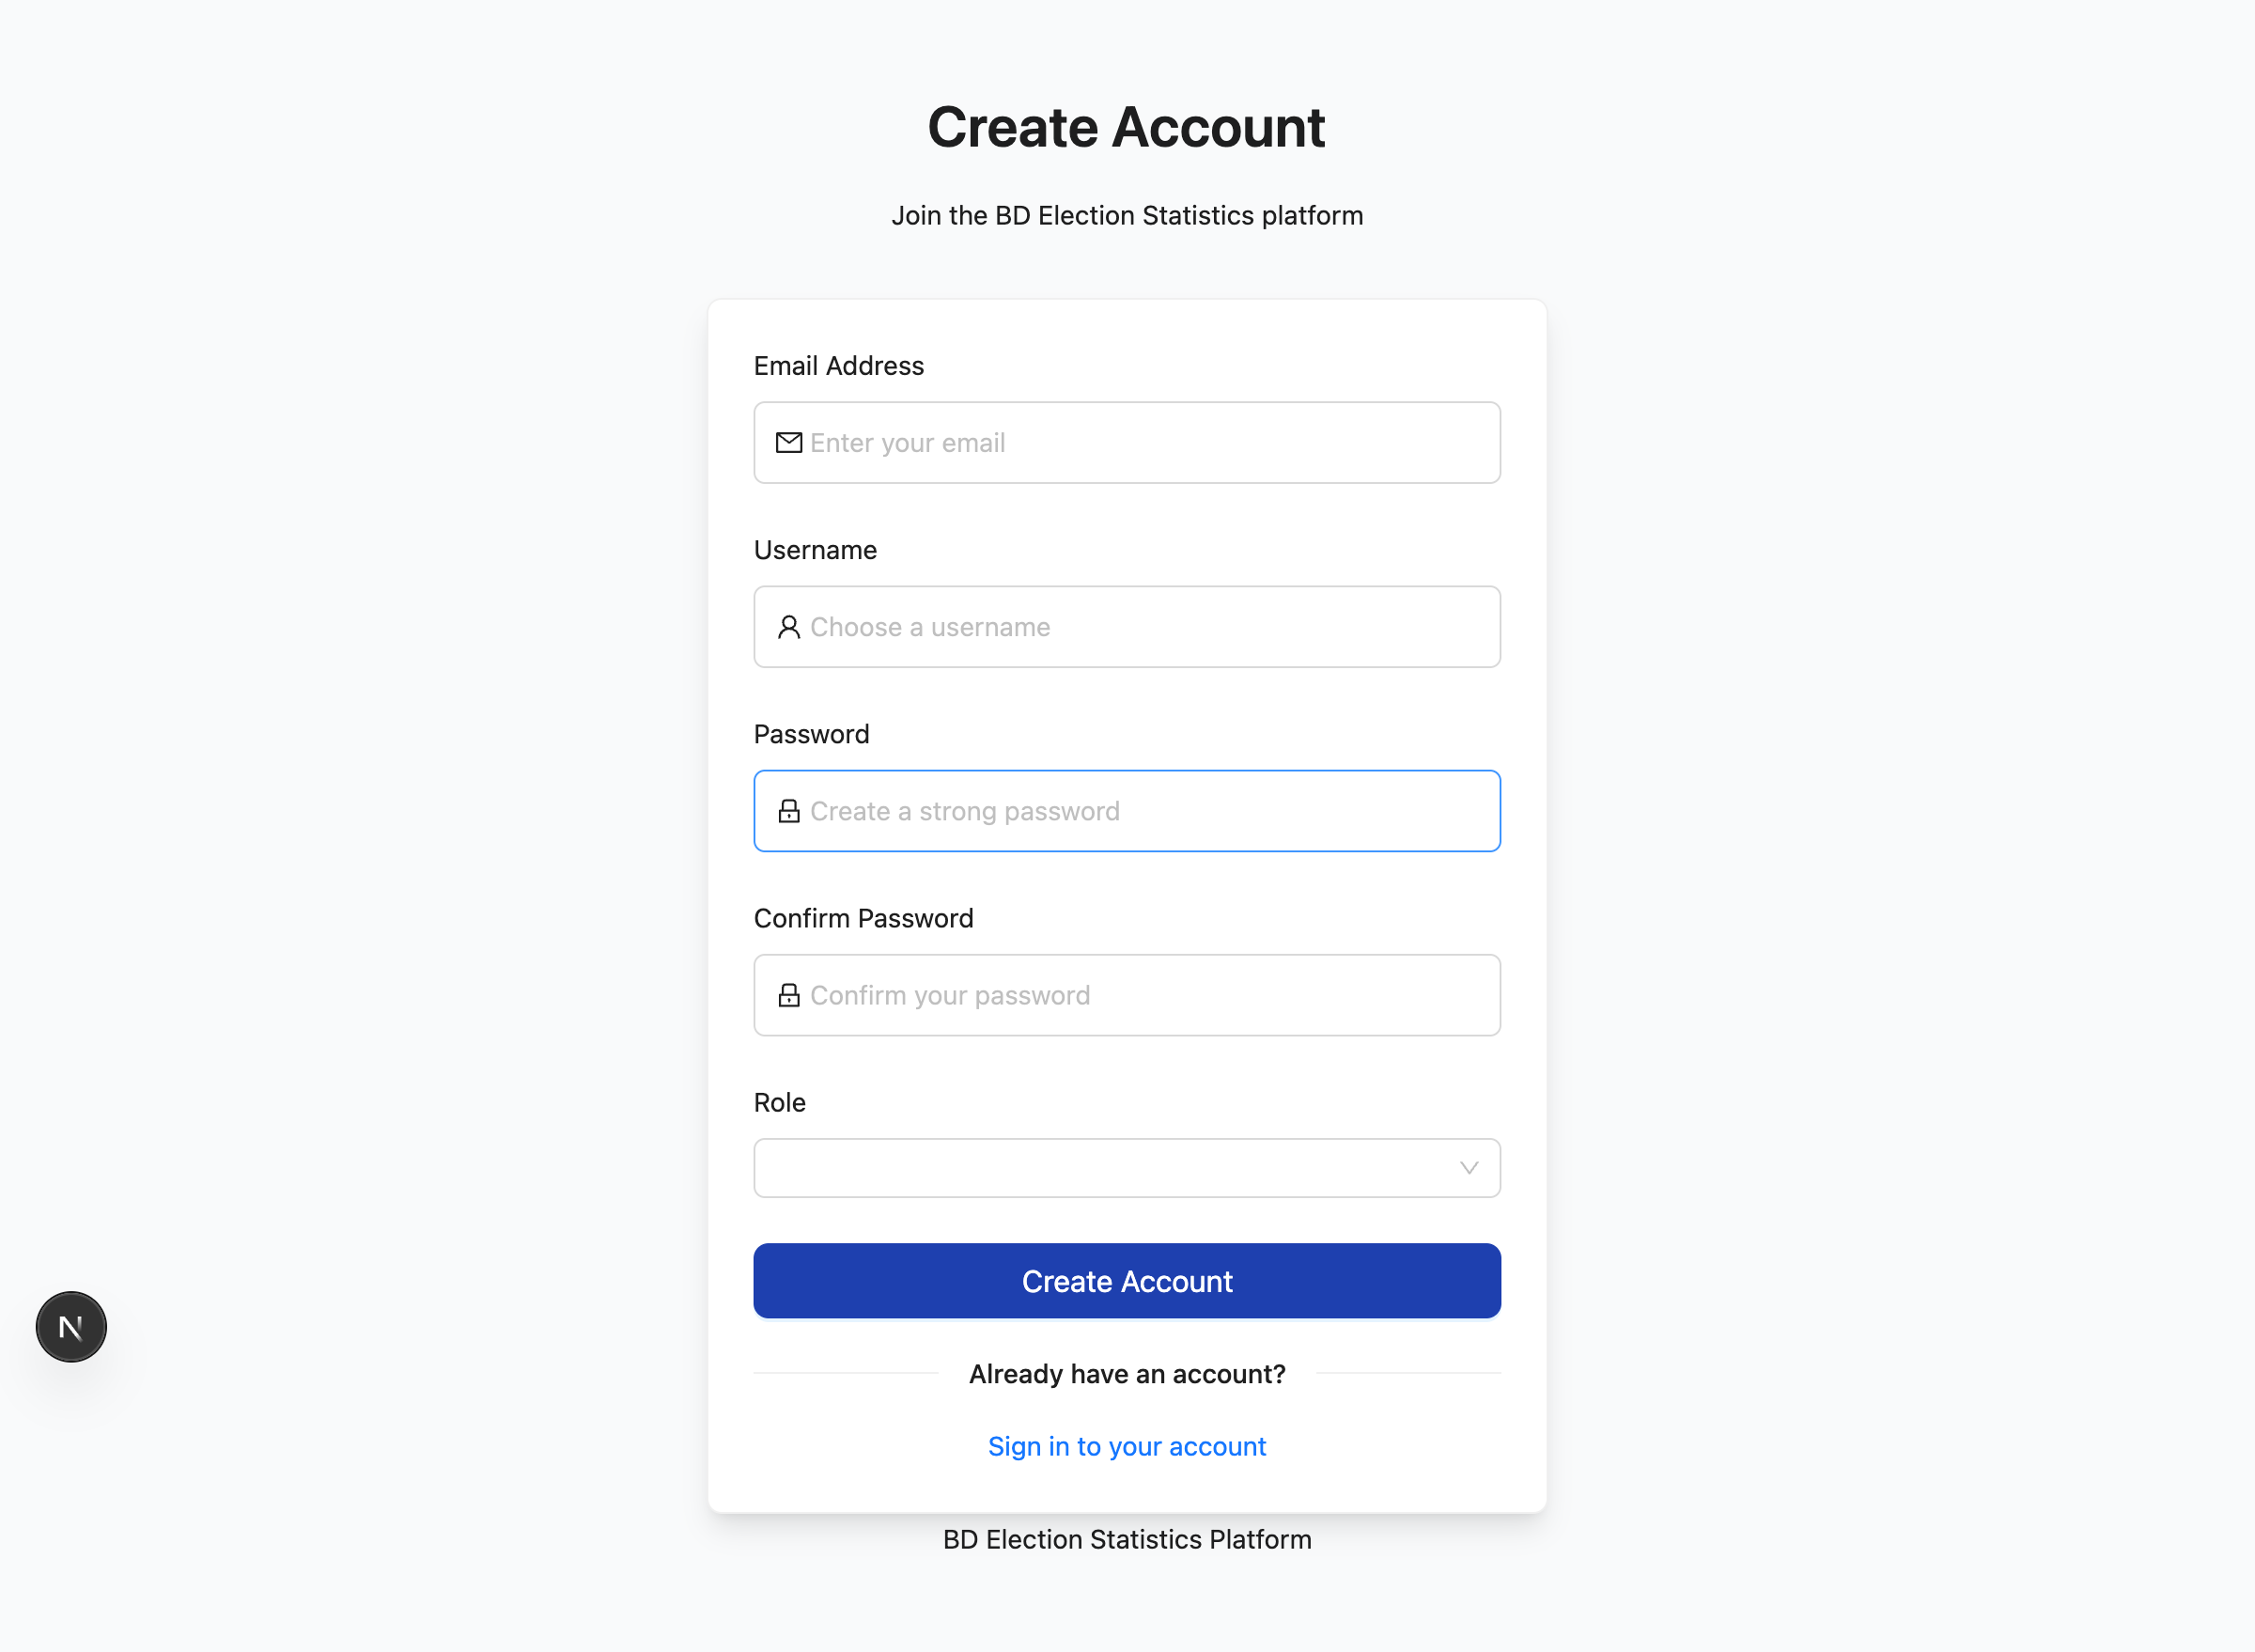 Create Account
Join the BD Election Statistics platform
Email Address
Enter your email
Username
Choose a username
Password
Create a strong password
Confirm Password
Confirm your password
Role
Create Account
N
Already have an account?
Sign in to your account
BD Election Statistics Platform